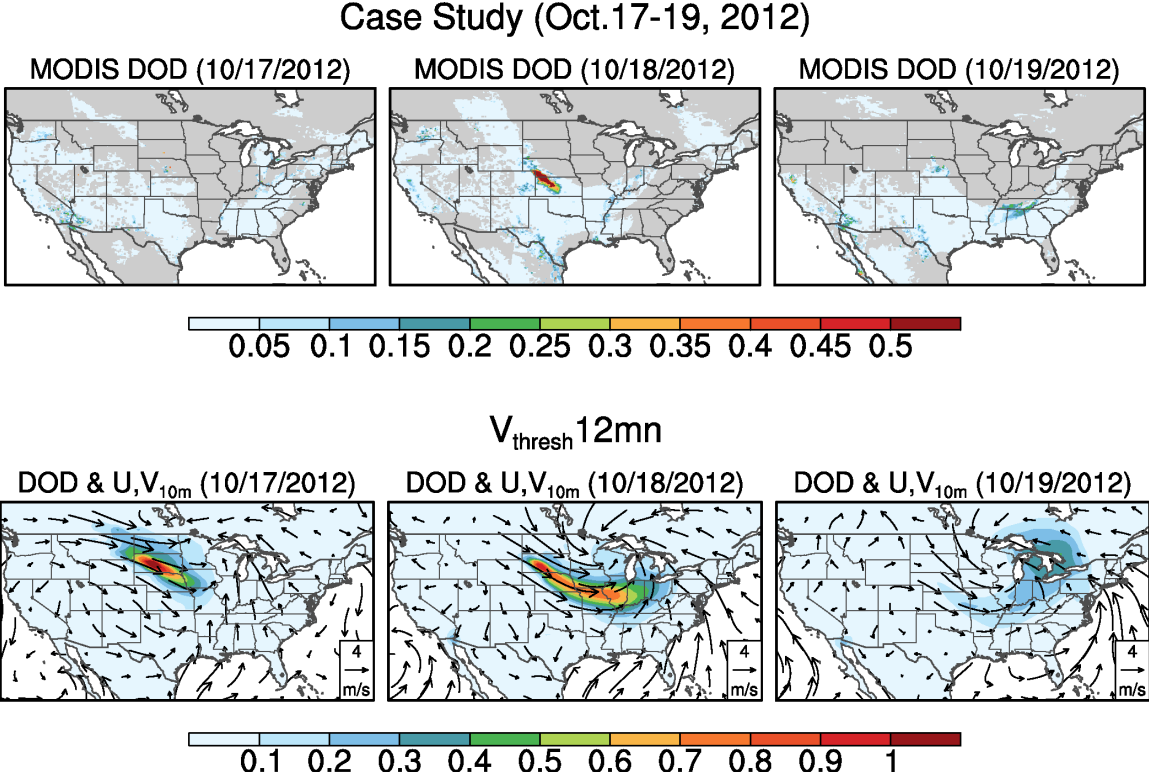 Case Study (Oct.17-19, 2012)
MODIS DOD (10/17/2012) MODIS DOD (10/18/2012) MODIS DOD (10/19/2012)
0.05 0.1 0.15 0.2 0.25 0.3 0.35 0.4 0.45 0.5
Vthresh12mn
DOD & U,V10m (10/17/2012) DOD & U,V10m (10/18/2012) DOD & U,V10m (10/19/2012)
4 4 4
m/s m/s m/s
0.1 0.2 0.3 0.4 0.5 0.6 0.7 0.8 0.9 1